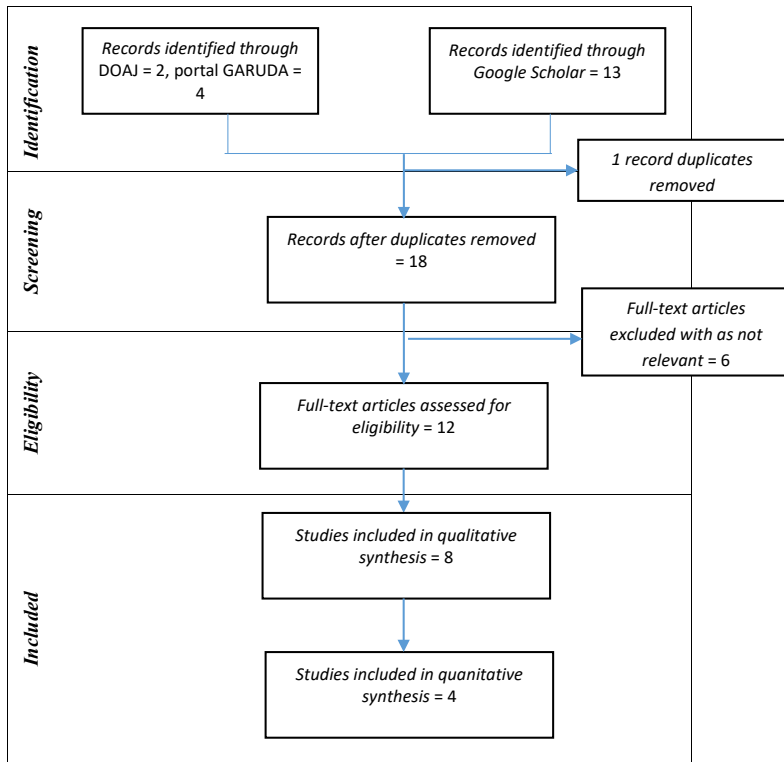 Identification
Records identified through
DOAJ = 2, portal GARUDA =
4
Records identified through
Google Scholar = 13
1 record duplicates
removed
Screening
Records after duplicates removed
= 18
Full-text articles
excluded with as not
relevant = 6
Eligibility
Full-text articles assessed for
eligibility = 12
Included
Studies included in qualitative
synthesis = 8
Studies included in quanitative
synthesis = 4